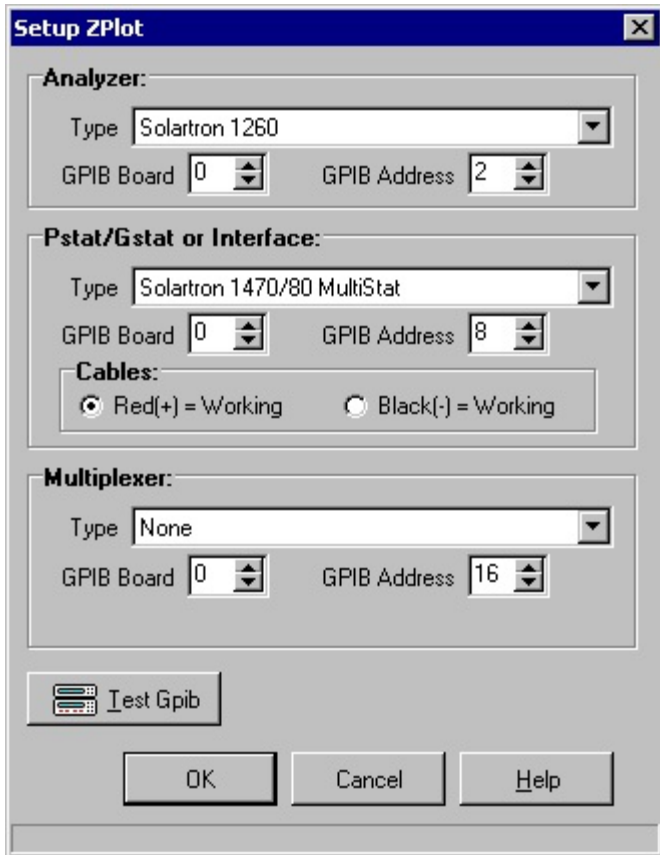 Setup ZPlot
Analyzer:
Type Solartron 1260
GPIB Board 0 GPIB Address 2
Pstat/Gstat or Interface:
Type Solartron 1470/80 MultiStat
GPIB Board 0 GPIB Address 8
Cables:
Red(+) = Working Black(-) = Working
Multiplexer:
Type None
GPIB Board 0 GPIB Address 16
Test Gpib
OK Cancel Help